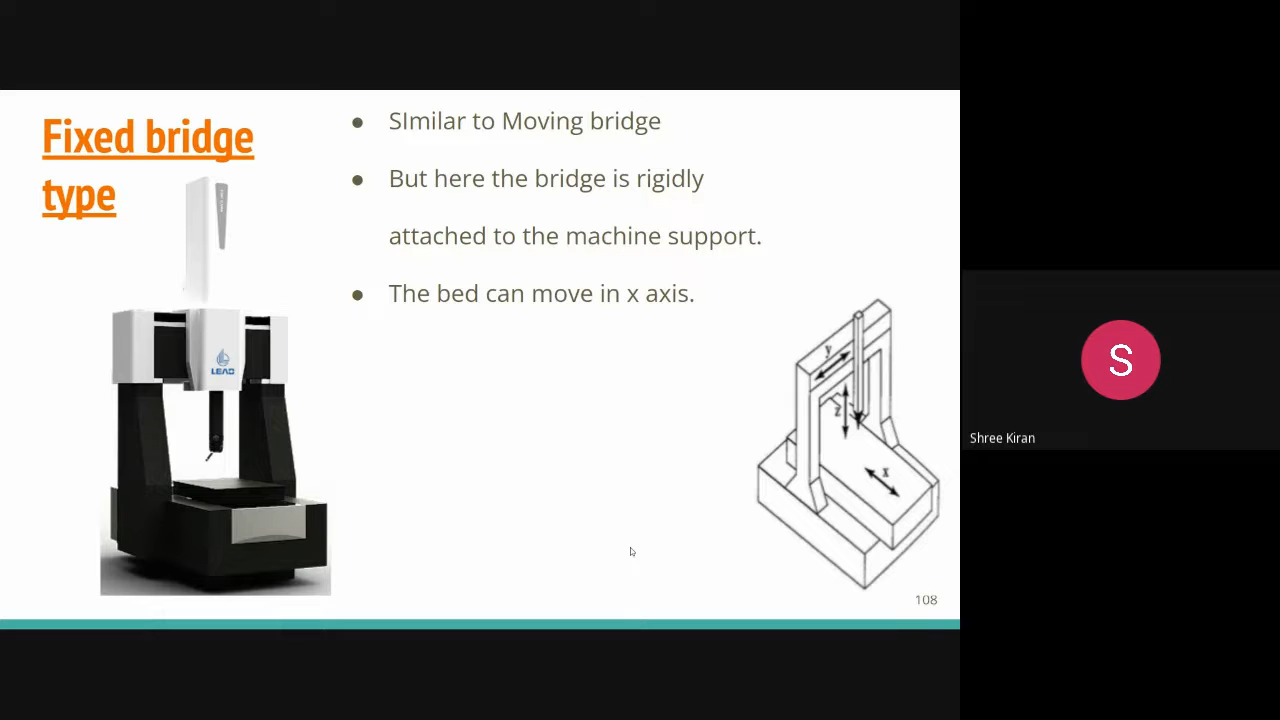 Fixed bridge
type
● SImilar to Moving bridge
● But here the bridge is rigidly
attached to the machine support.
● The bed can move in x axis.
LEAD
y
z
x
108
S
Shree Kiran